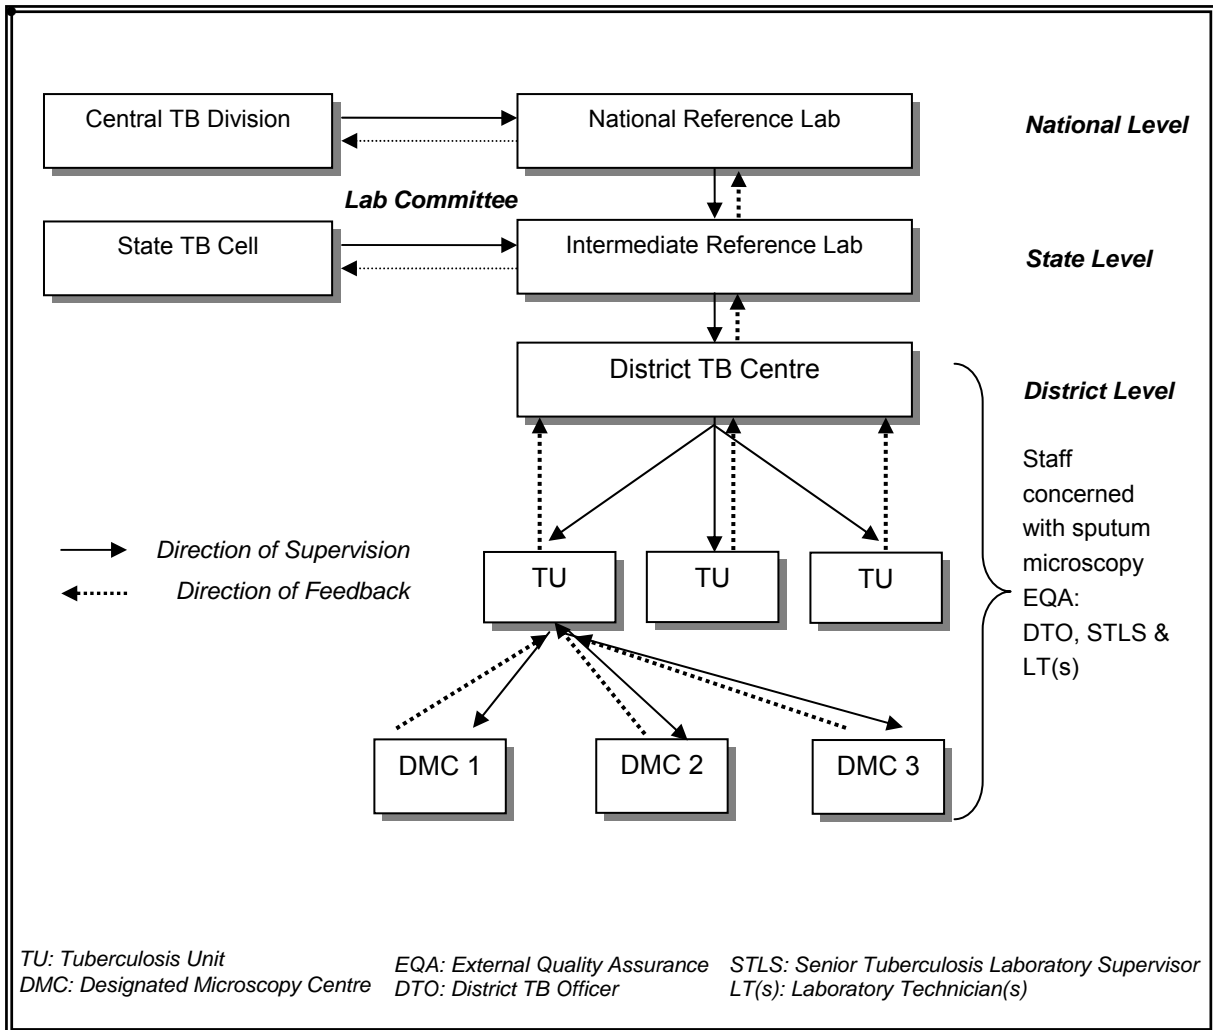 Central TB Division
National Reference Lab
National Level
Lab Committee
State TB Cell
Intermediate Reference Lab
State Level
District TB Centre
District Level
Staff
concerned
with sputum
microscopy
EQA:
DTO, STLS &
LT(s)
Direction of Supervision
Direction of Feedback
TU
TU
TU
DMC 1
DMC 2
DMC 3
TU: Tuberculosis Unit
DMC: Designated Microscopy Centre
EQA: External Quality Assurance
DTO: District TB Officer
STLS: Senior Tuberculosis Laboratory Supervisor
LT(s): Laboratory Technician(s)